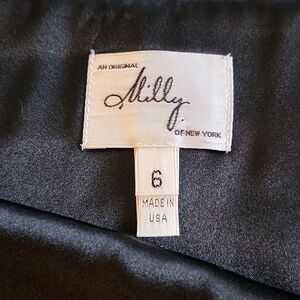 AN ORIGINAL
Milly
OF NEW YORK
6
MADE IN
USA